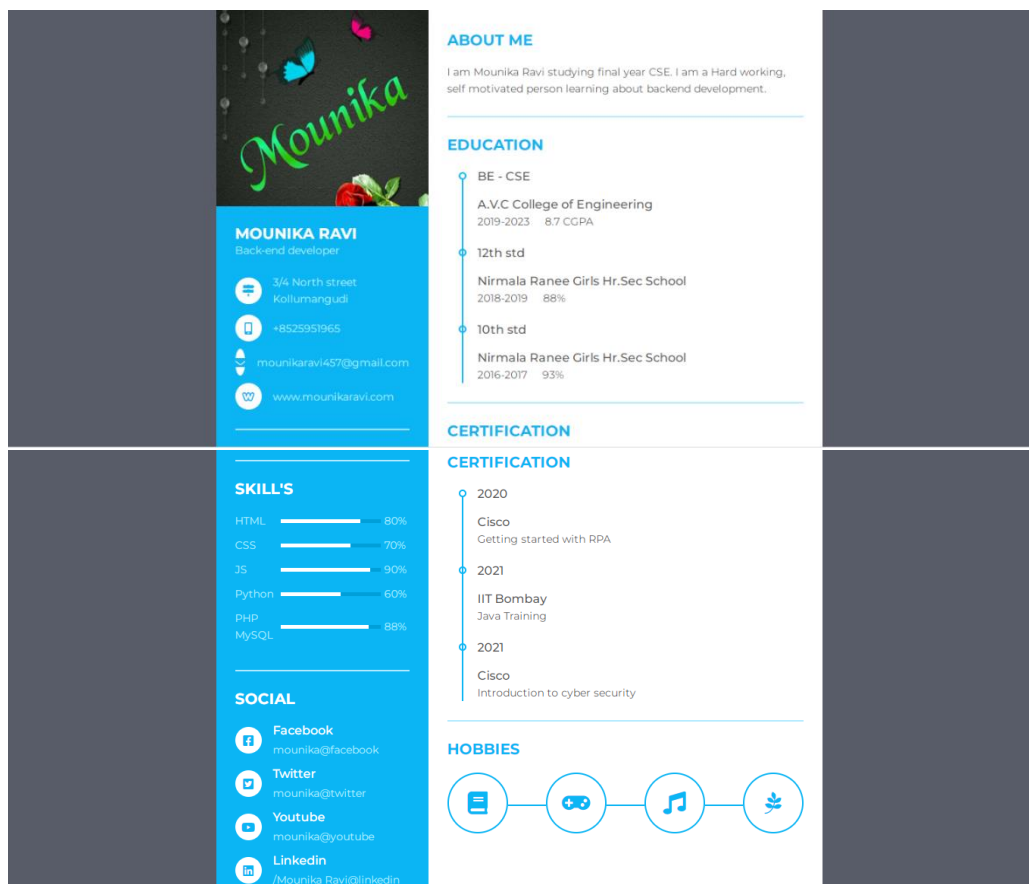 Mounika
MOUNIKA RAVI
Back-end developer
3/4 North street
Kollumangudi
+8525951965
mounikaravi457@gmail.com
www.mounikaravi.com
ABOUT ME
I am Mounika Ravi studying final year CSE. I am a Hard working,
self motivated person learning about backend development.
EDUCATION
BE - CSE
A.V.C College of Engineering
2019-2023 8.7 CGPA
12th std
Nirmala Ranee Girls Hr.Sec School
2018-2019 88%
10th std
Nirmala Ranee Girls Hr.Sec School
2016-2017 93%
CERTIFICATION
SKILL'S
HTML 80%
CSS 70%
JS 90%
Python 60%
PHP
MySQL 88%
SOCIAL
Facebook
mounika@facebook
Twitter
mounika@twitter
Youtube
mounika@youtube
Linkedin
/Mounika Ravi@linkedin
CERTIFICATION
2020
Cisco
Getting started with RPA
2021
IIT Bombay
Java Training
2021
Cisco
Introduction to cyber security
HOBBIES